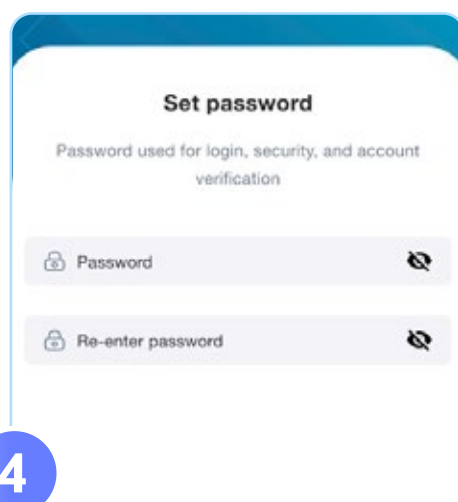 Set password
Password used for login, security, and account
verification
Password
Re-enter password
4